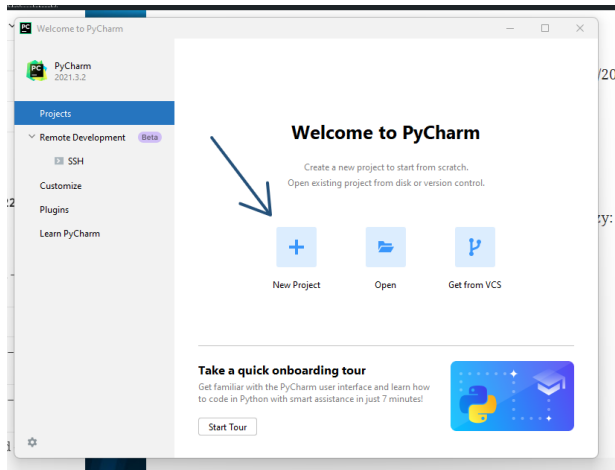 Welcome to PyCharm
PyCharm
2021.3.2
Projects
Remote Development Beta
SSH
Customize
Plugins
Learn PyCharm
Welcome to PyCharm
Create a new project to start from scratch.
Open existing project from disk or version control.
New Project
Open
Get from VCS
Take a quick onboarding tour
Get familiar with the PyCharm user interface and learn how
to code in Python with smart assistance in just 7 minutes!
Start Tour
/20
zy: